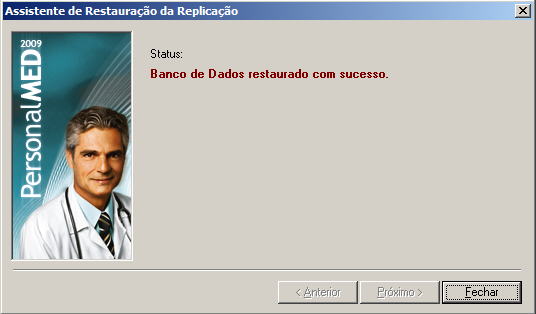 Assistente de Restauração da Replicação
2009
PersonalMED
Status:
Banco de Dados restaurado com sucesso.
< Anterior
Próximo >
Fechar